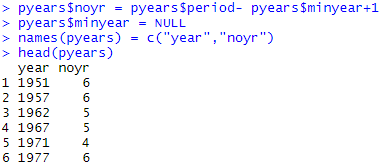 > pyears$noyr = pyears$period- pyears$minyear+1
> pyears$minyear = NULL
> names(pyears) = c("year","noyr")
> head(pyears)
  year noyr
1 1951    6
2 1957    6
3 1962    5
4 1967    5
5 1971    4
6 1977    6